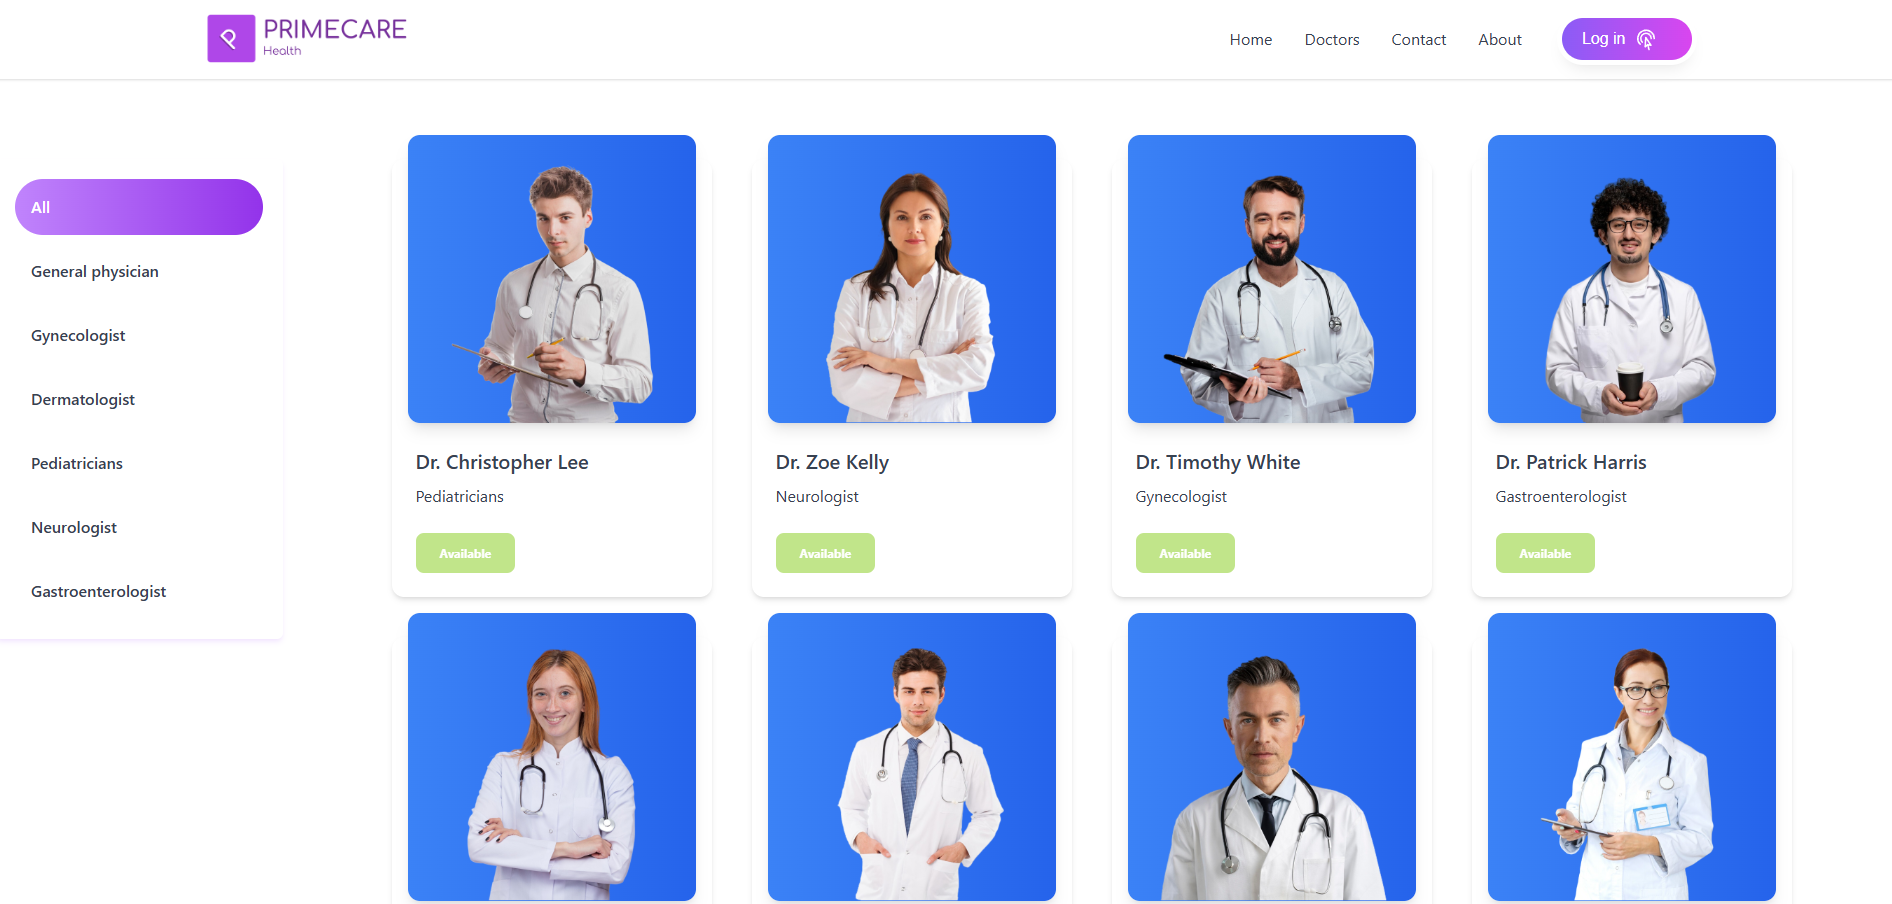 PRIMECARE
Health
Home
Doctors
Contact
About
Log in
All
General physician
Gynecologist
Dermatologist
Pediatricians
Neurologist
Gastroenterologist
Dr. Christopher Lee
Pediatricians
Available
Dr. Zoe Kelly
Neurologist
Available
Dr. Timothy White
Gynecologist
Available
Dr. Patrick Harris
Gastroenterologist
Available